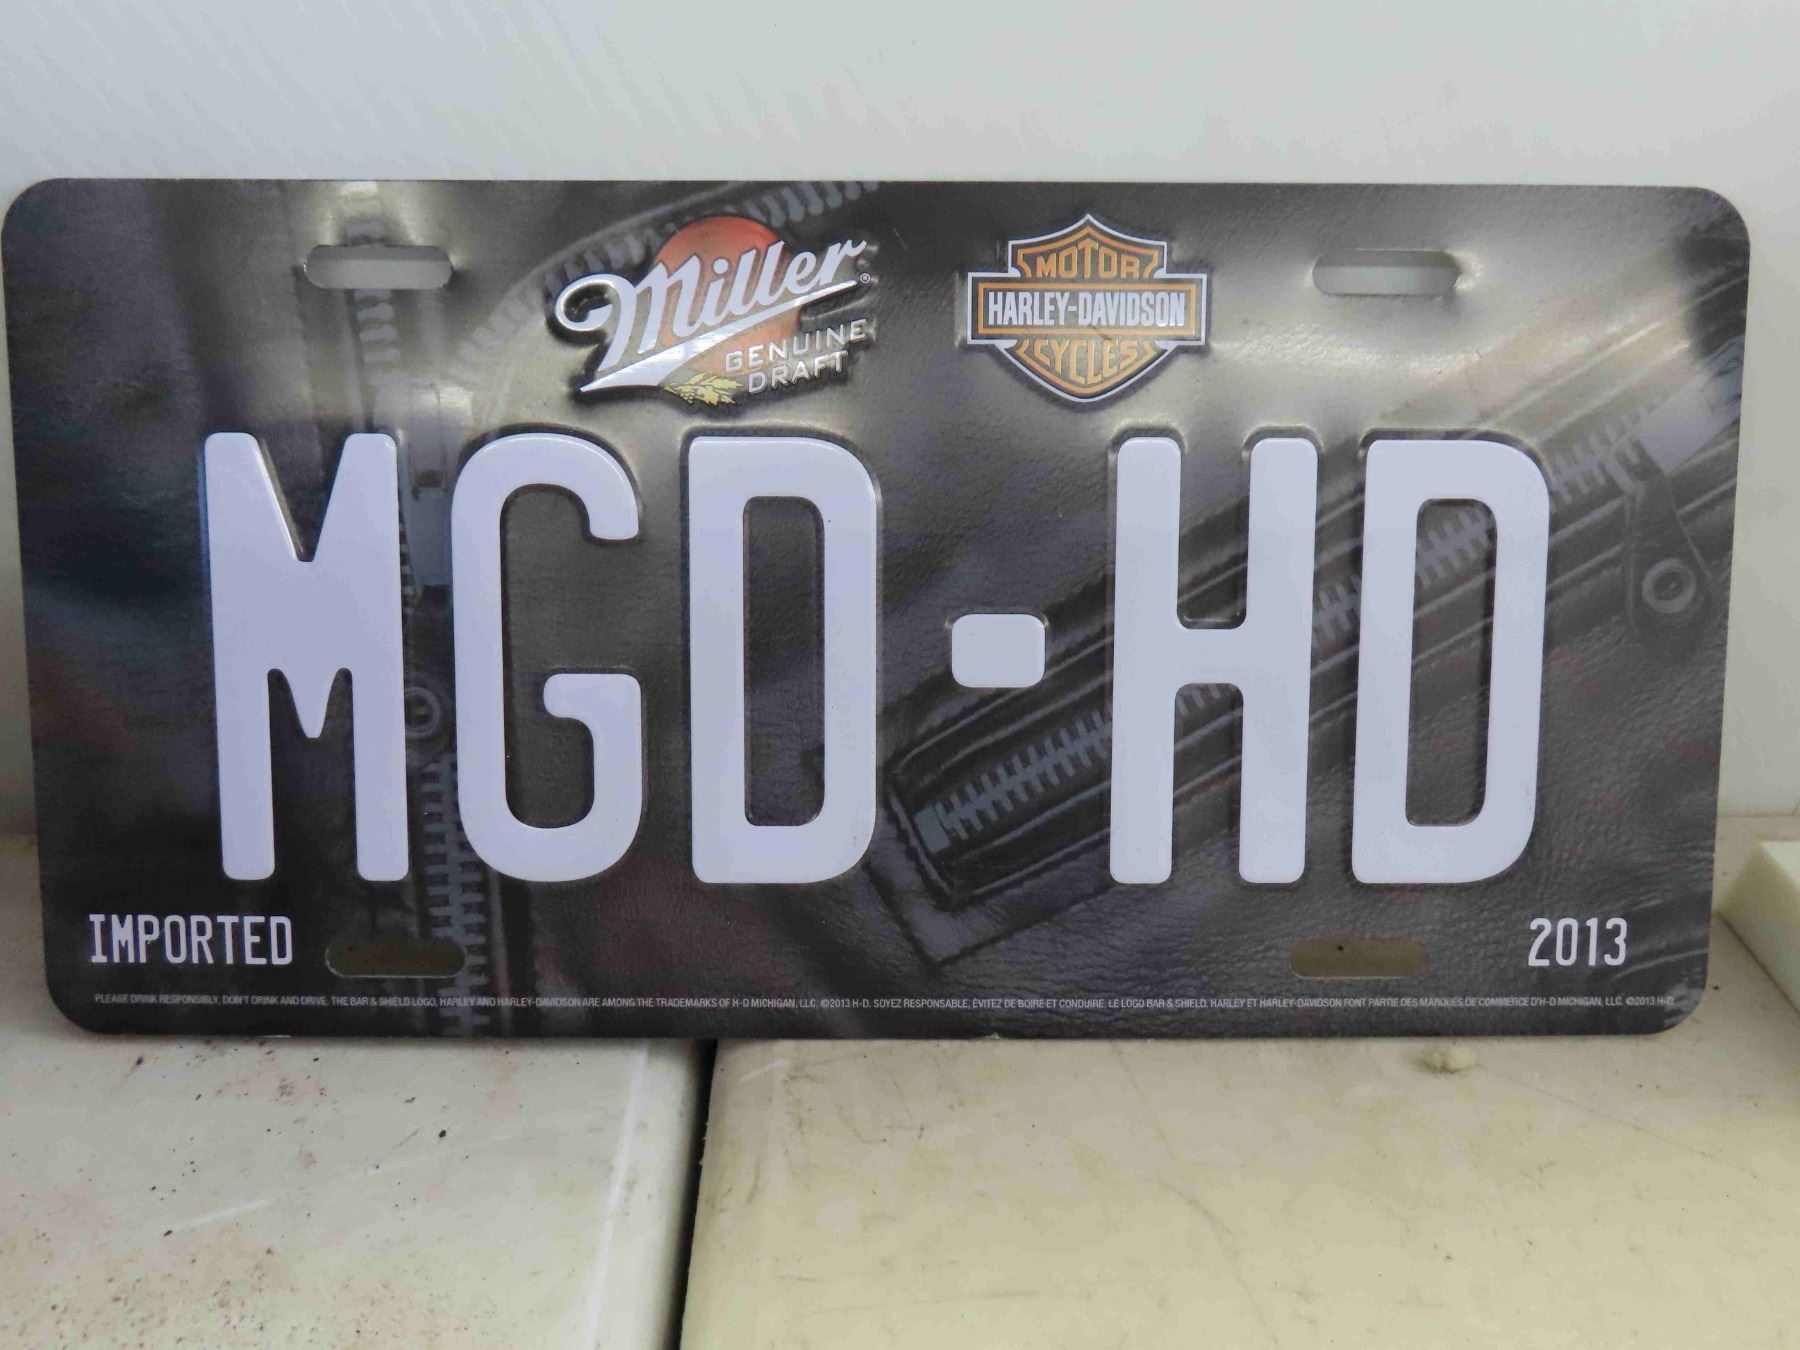 Miller®
GENUINE
DRAFT
MOTOR
HARLEY-DAVIDSON
CYCLES
MGD-HD
IMPORTED
2013
PLEASE DRINK RESPONSIBLY, DON'T DRINK AND DRIVE. THE BAR & SHIELD LOGO, HARLEY AND HARLEY-DAVIDSON ARE AMONG THE TRADEMARKS OF H-D MICHIGAN, LLC. ©2013 H-D. SOYEZ RESPONSABLE, ÉVITEZ DE BOIRE ET CONDUIRE. LE LOGO BAR & SHIELD, HARLEY ET HARLEY-DAVIDSON FONT PARTIE DES MARQUES DE COMMERCE D'H-D MICHIGAN, LLC. ©2013 H-D.